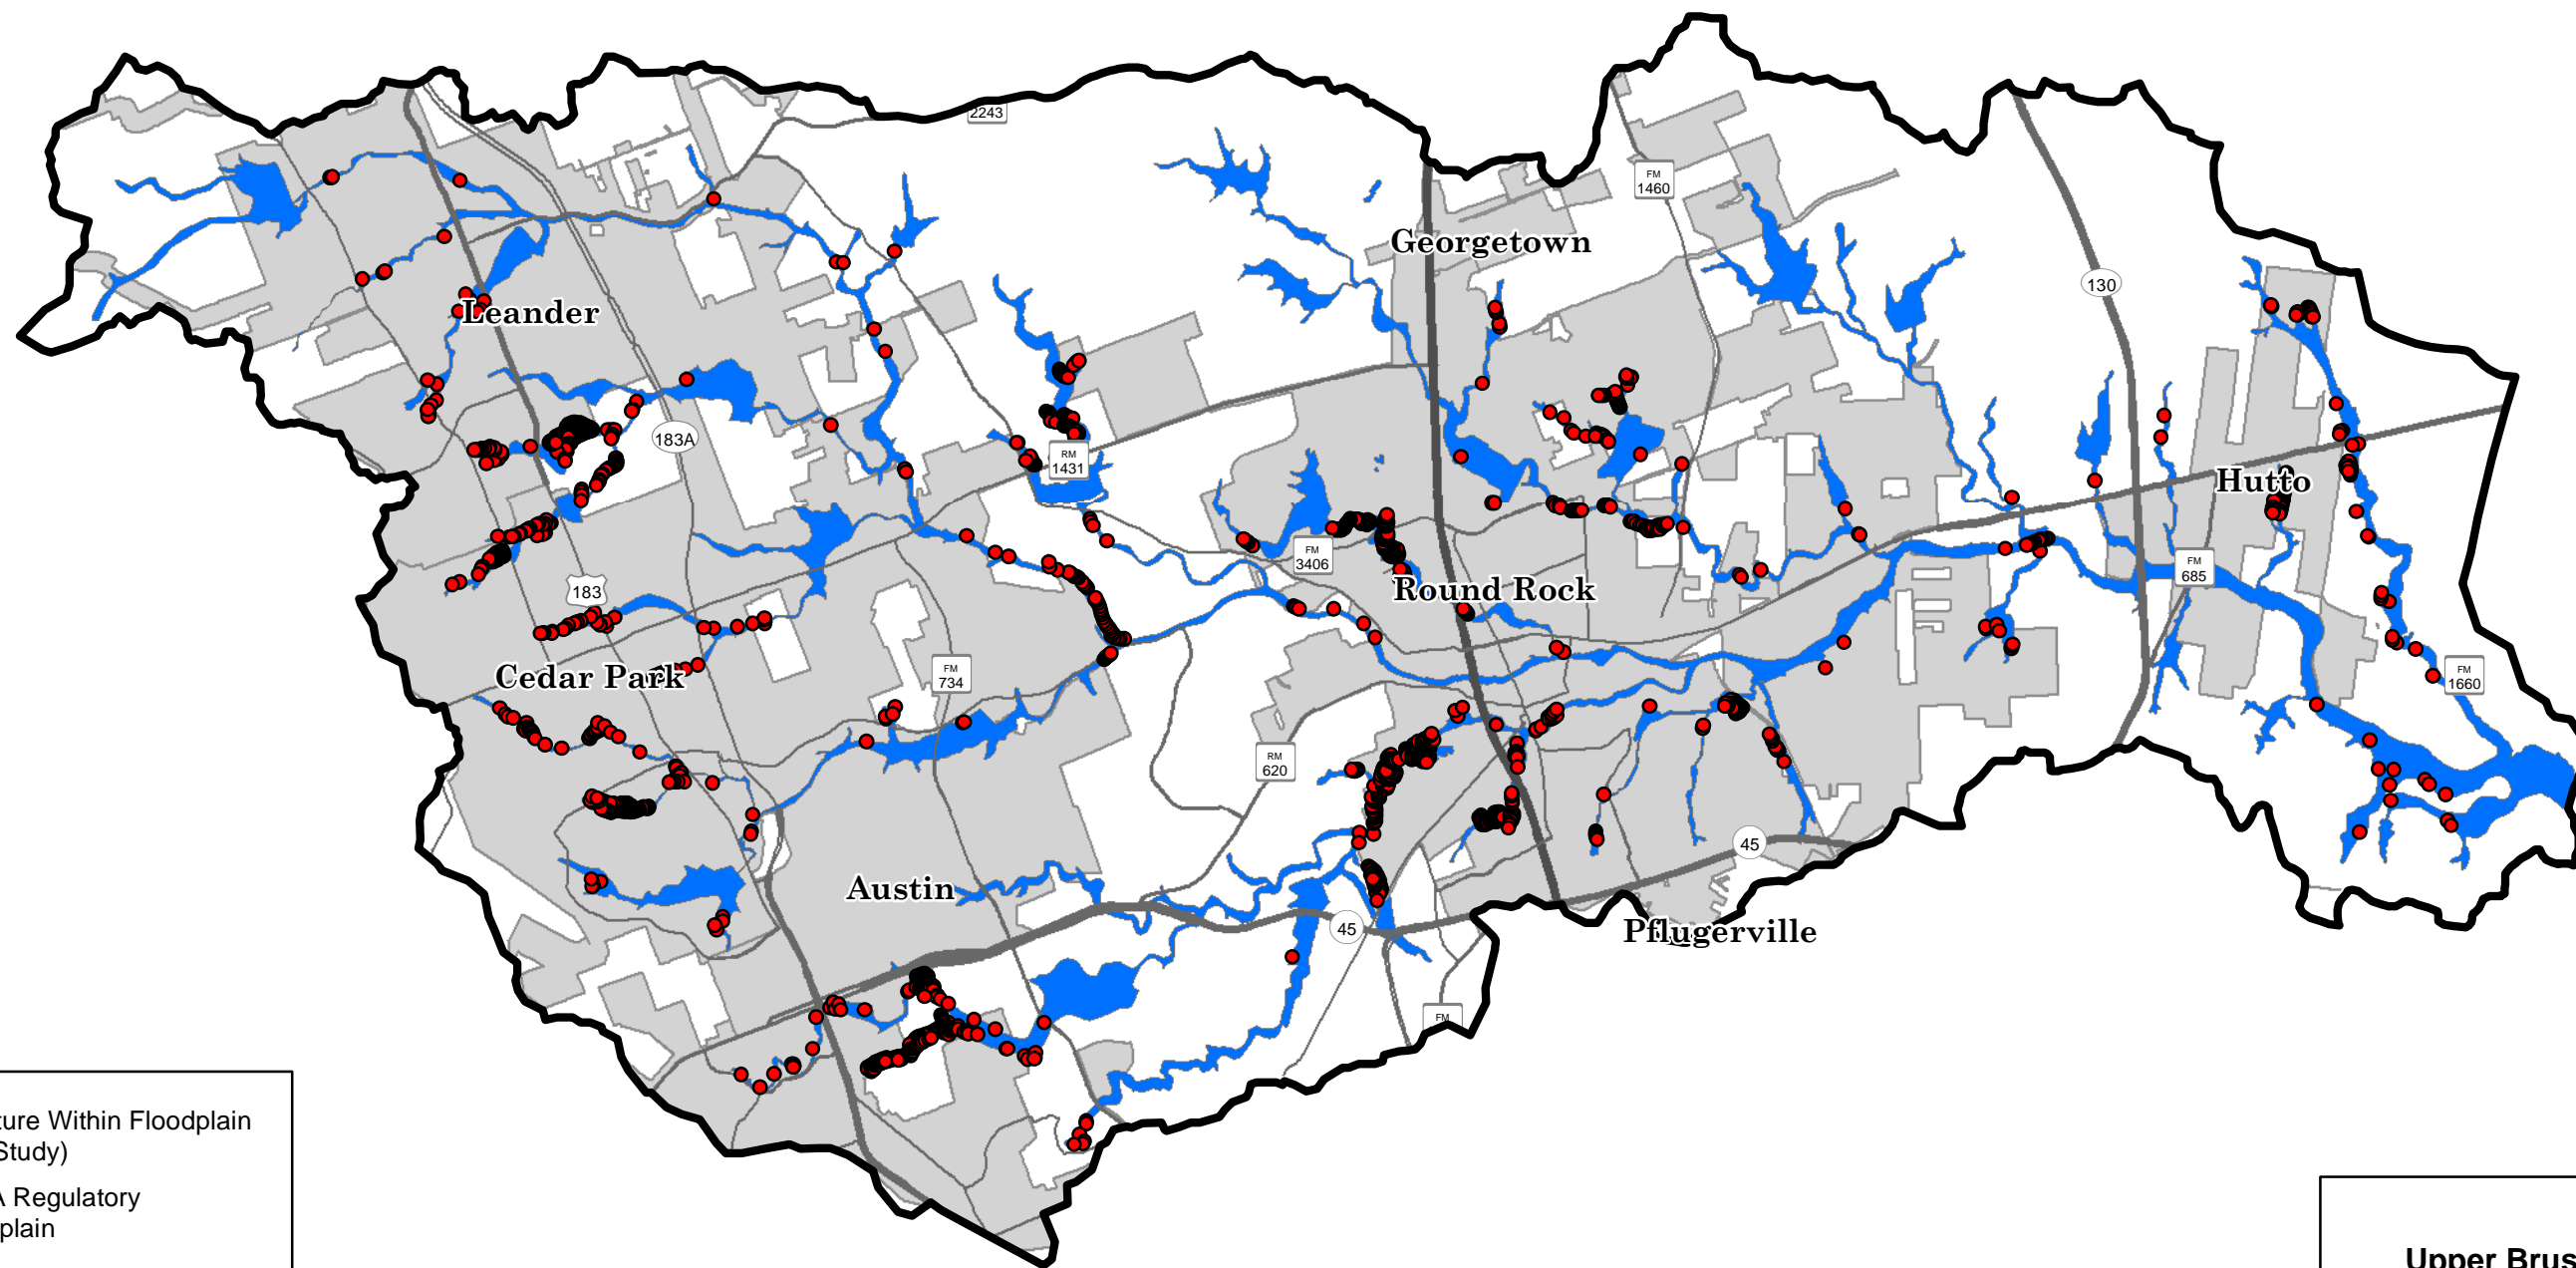 2243
FM
1460
Georgetown
130
Leander
183A
RM
1431
Hutto
FM
3406
FM
685
183
Round Rock
Cedar Park
FM
734
FM
1660
RM
620
45
Austin
45
Pflugerville
FM
ture Within Floodplain
Study)
A Regulatory
plain
Upper Brus